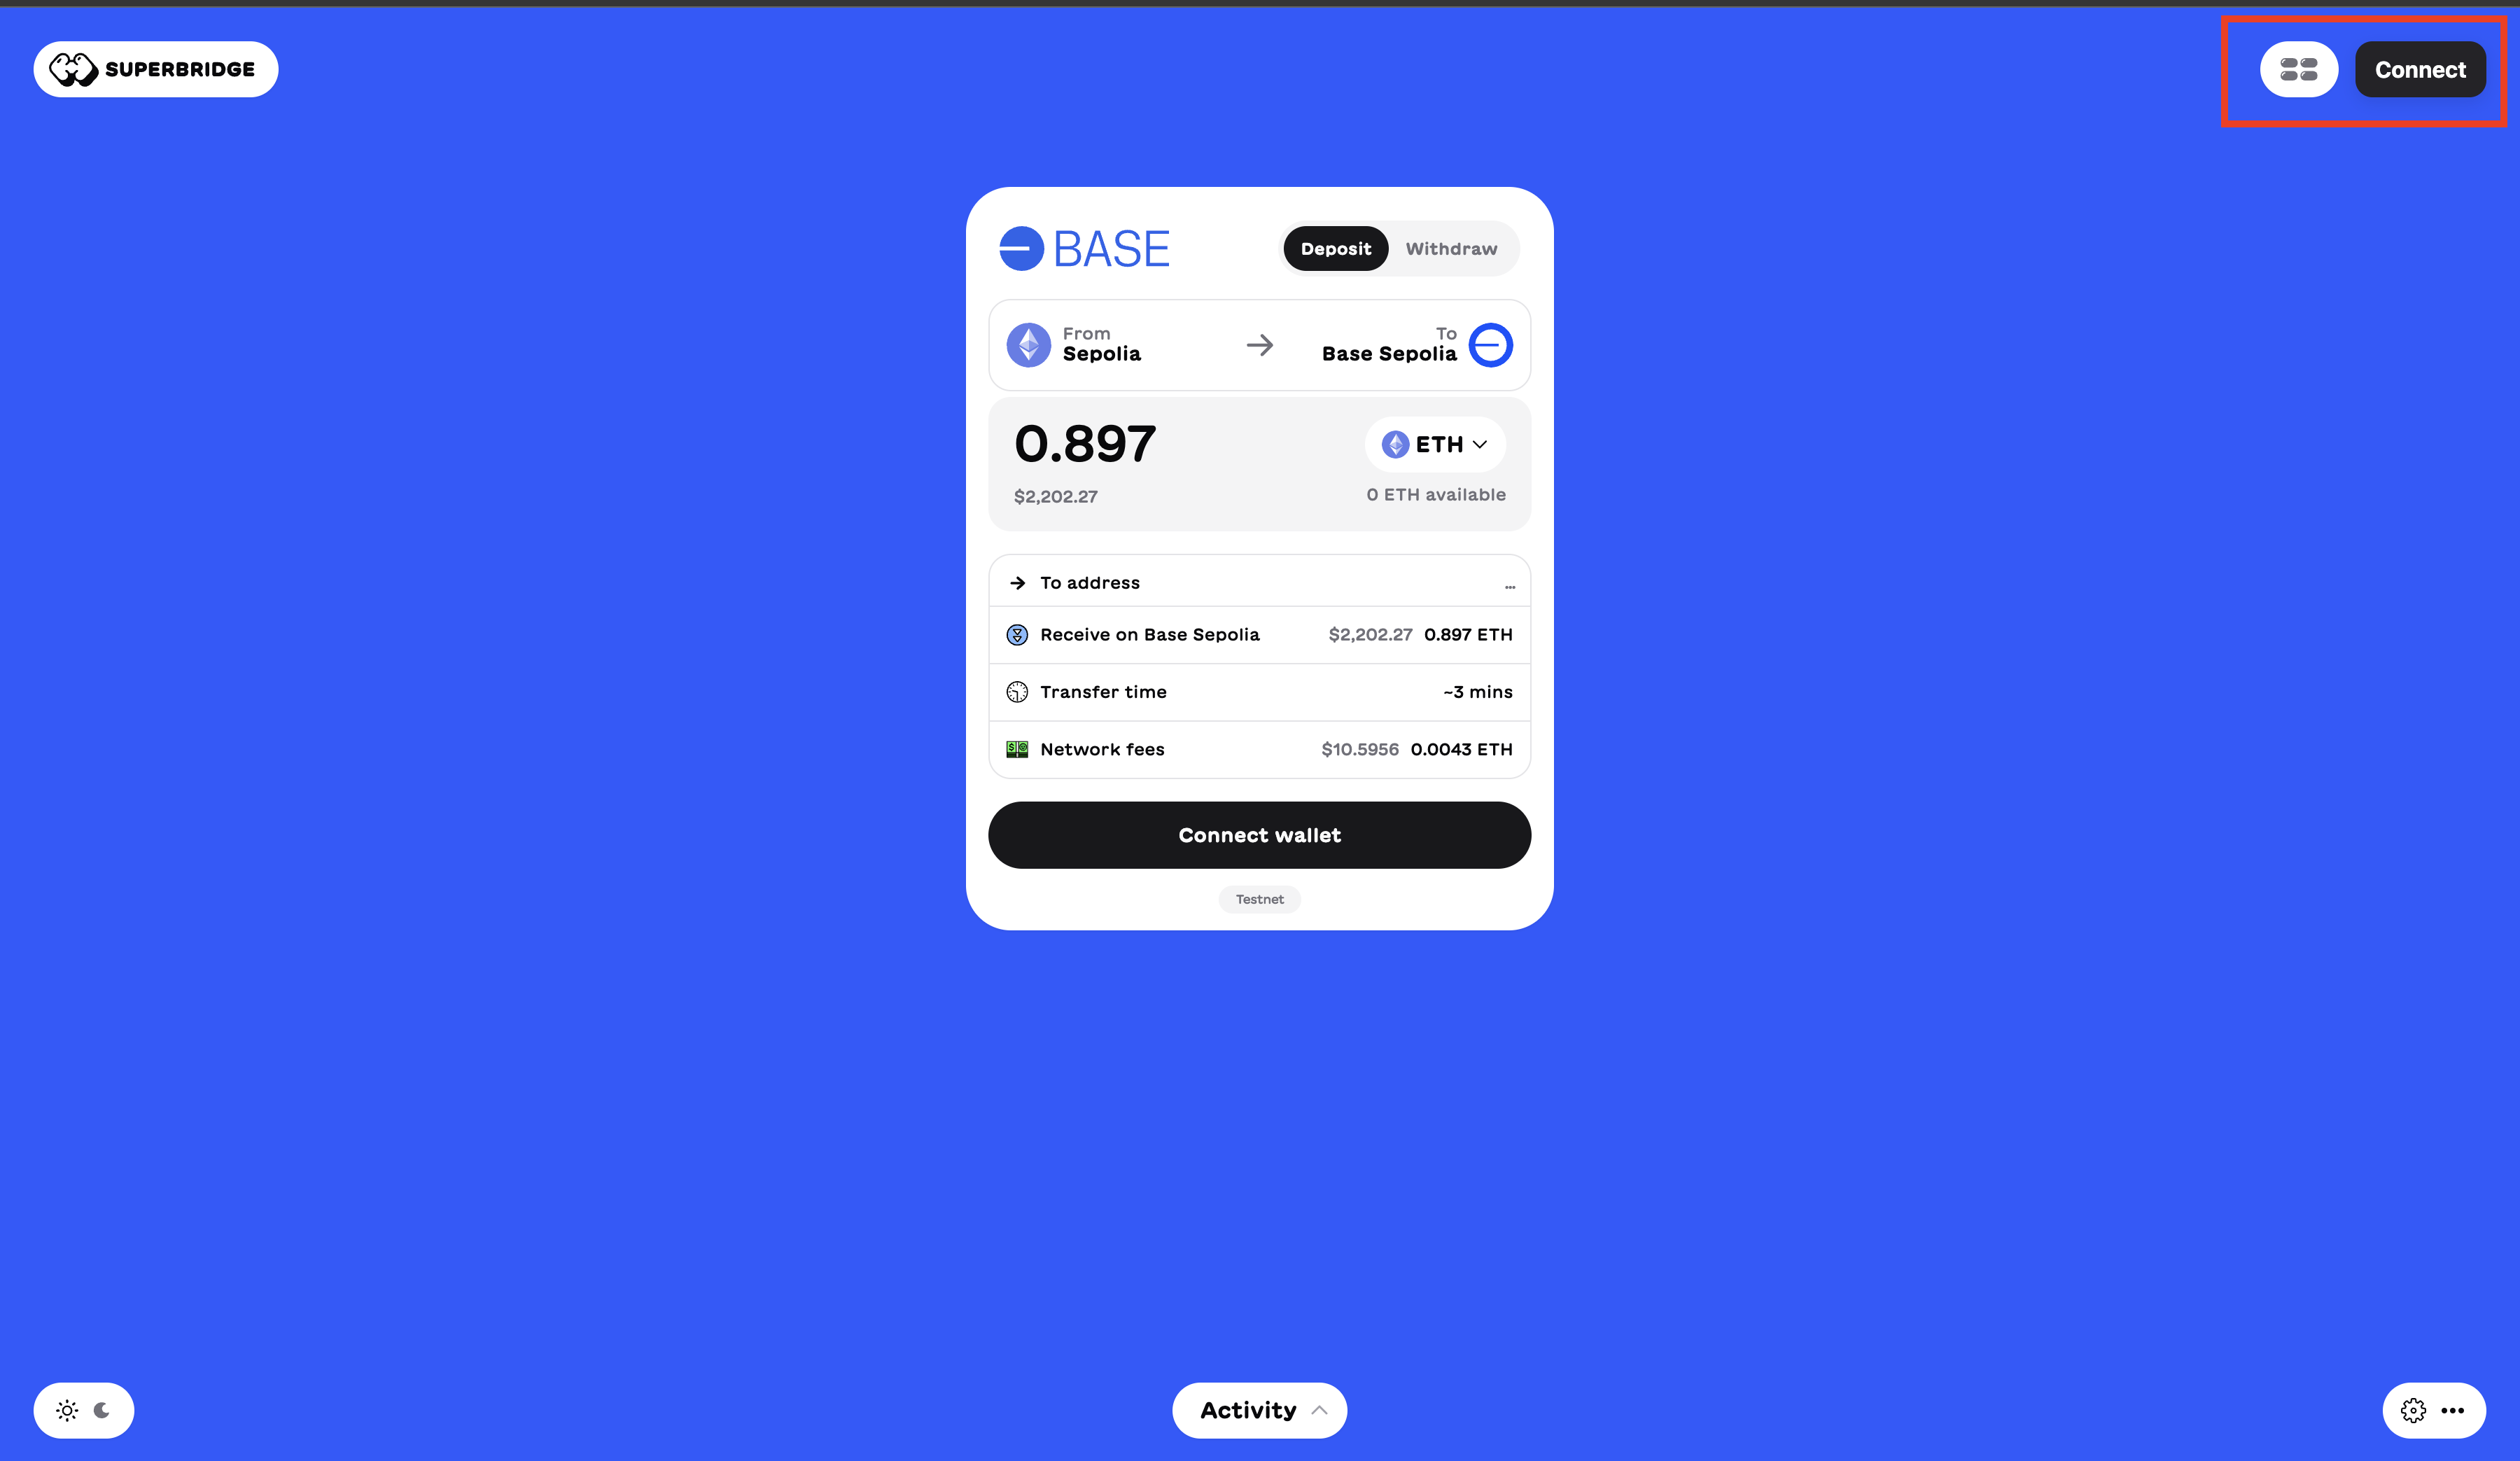 SUPERBRIDGE
Connect
BASE
Deposit Withdraw
From
Sepolia
To
Base Sepolia
0.897
ETH
$2,202.27
0 ETH available
To address ...
Receive on Base Sepolia $2,202.27 0.897 ETH
Transfer time ~3 mins
Network fees $10.5956 0.0043 ETH
Connect wallet
Testnet
Activity